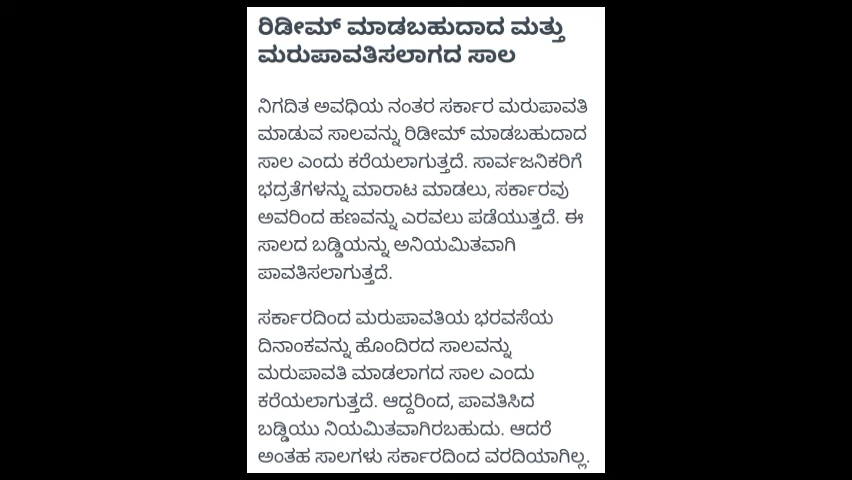 ರಿಡೀಮ್ ಮಾಡಬಹುದಾದ ಮತ್ತು
ಮರುಪಾವತಿಸಲಾಗದ ಸಾಲ
ನಿಗದಿತ ಅವಧಿಯ ನಂತರ ಸರ್ಕಾರ ಮರುಪಾವತಿ
ಮಾಡುವ ಸಾಲವನ್ನು ರಿಡೀಮ್ ಮಾಡಬಹುದಾದ
ಸಾಲ ಎಂದು ಕರೆಯಲಾಗುತ್ತದೆ. ಸಾರ್ವಜನಿಕರಿಗೆ
ಭದ್ರತೆಗಳನ್ನು ಮಾರಾಟ ಮಾಡಲು, ಸರ್ಕಾರವು
ಅವರಿಂದ ಹಣವನ್ನು ಎರವಲು ಪಡೆಯುತ್ತದೆ. ಈ
ಸಾಲದ ಬಡ್ಡಿಯನ್ನು ಅನಿಯಮಿತವಾಗಿ
ಪಾವತಿಸಲಾಗುತ್ತದೆ.
ಸರ್ಕಾರದಿಂದ ಮರುಪಾವತಿಯ ಭರವಸೆಯ
ದಿನಾಂಕವನ್ನು ಹೊಂದಿರದ ಸಾಲವನ್ನು
ಮರುಪಾವತಿ ಮಾಡಲಾಗದ ಸಾಲ ಎಂದು
ಕರೆಯಲಾಗುತ್ತದೆ. ಆದ್ದರಿಂದ, ಪಾವತಿಸಿದ
ಬಡ್ಡಿಯು ನಿಯಮಿತವಾಗಿರಬಹುದು. ಆದರೆ
ಅಂತಹ ಸಾಲಗಳು ಸರ್ಕಾರದಿಂದ ವರದಿಯಾಗಿಲ್ಲ.